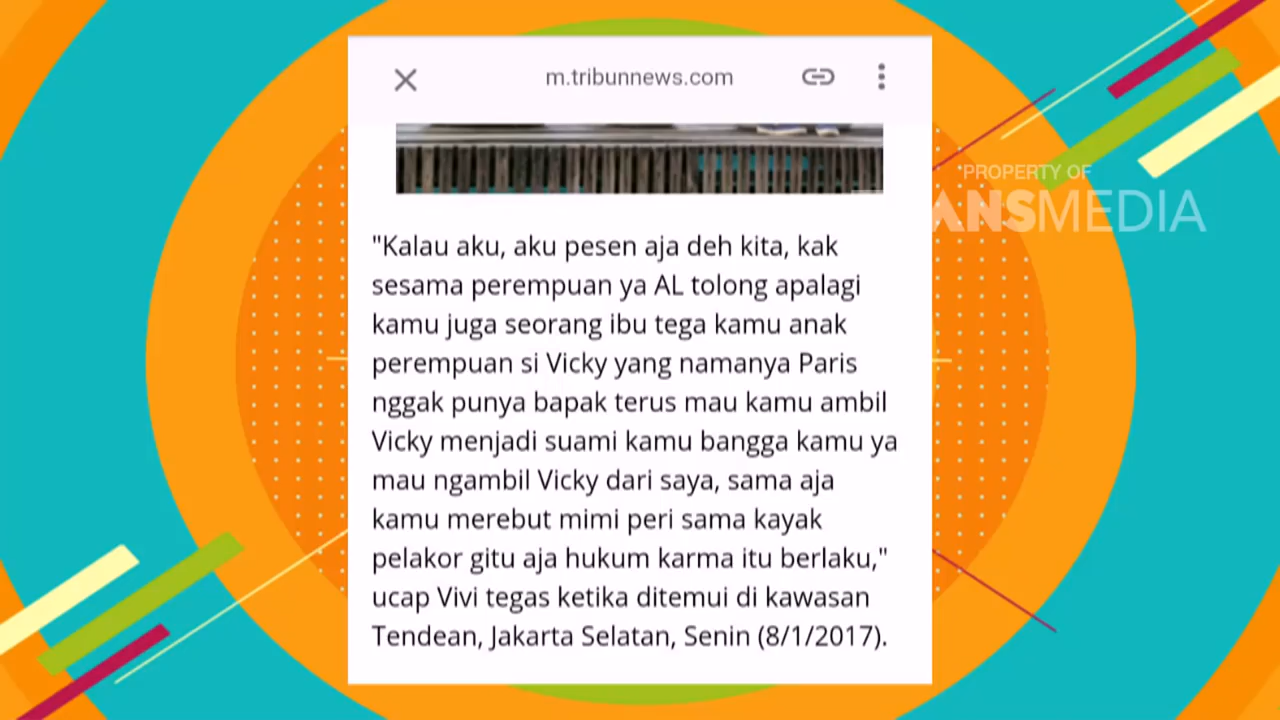 m.tribunnews.com
PROPERTY OF
TRANSMEDIA
"Kalau aku, aku pesen aja deh kita, kak
sesama perempuan ya AL tolong apalagi
kamu juga seorang ibu tega kamu anak
perempuan si Vicky yang namanya Paris
nggak punya bapak terus mau kamu ambil
Vicky menjadi suami kamu bangga kamu ya
mau ngambil Vicky dari saya, sama aja
kamu merebut mimi peri sama kayak
pelakor gitu aja hukum karma itu berlaku,"
ucap Vivi tegas ketika ditemui di kawasan
Tendean, Jakarta Selatan, Senin (8/1/2017).